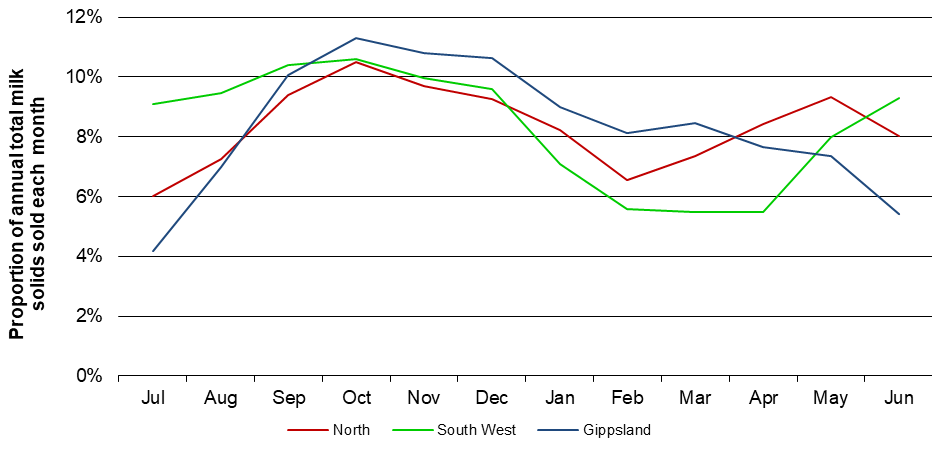 Proportion of annual total milk
solids sold each month
12%
10%
8%
6%
4%
2%
0%
Jul Aug Sep Oct Nov Dec Jan Feb Mar Apr May Jun
North South West Gippsland